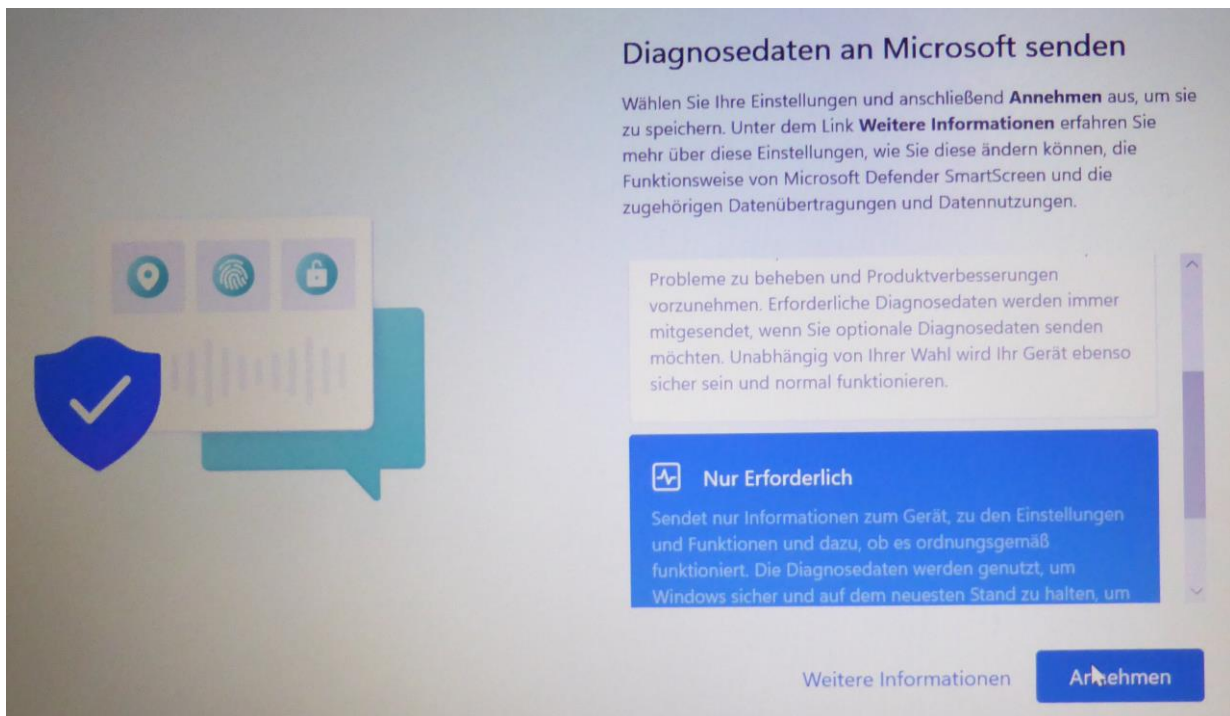 Diagnosedaten an Microsoft senden
Wählen Sie Ihre Einstellungen und anschließend Annehmen aus, um sie
zu speichern. Unter dem Link Weitere Informationen erfahren Sie
mehr über diese Einstellungen, wie Sie diese ändern können, die
Funktionsweise von Microsoft Defender SmartScreen und die
zugehörigen Datenübertragungen und Datennutzungen.
Probleme zu beheben und Produktverbesserungen
vorzunehmen. Erforderliche Diagnosedaten werden immer
mitgesendet, wenn Sie optionale Diagnosedaten senden
möchten. Unabhängig von Ihrer Wahl wird Ihr Gerät ebenso
sicher sein und normal funktionieren.
Nur Erforderlich
Sendet nur Informationen zum Gerät, zu den Einstellungen
und Funktionen und dazu, ob es ordnungsgemäß
funktioniert. Die Diagnosedaten werden genutzt, um
Windows sicher und auf dem neuesten Stand zu halten, um
Weitere Informationen
Annehmen